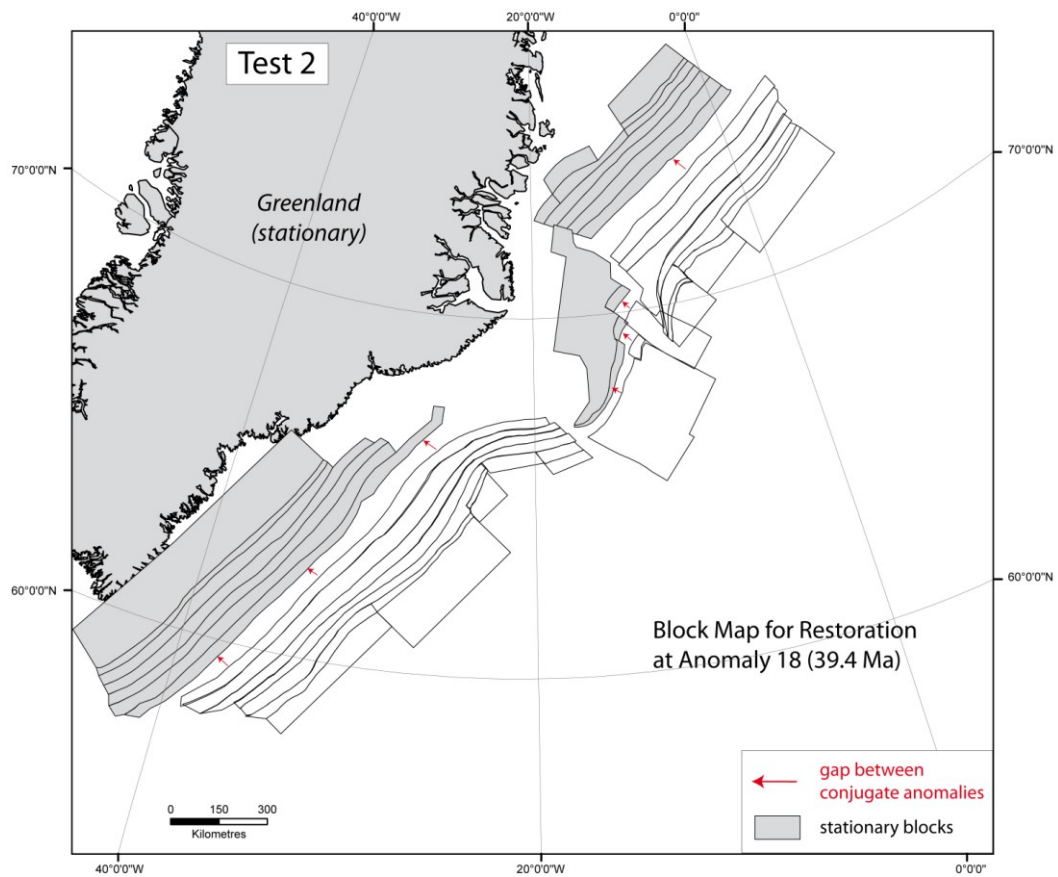 40°0'0"W 20°0'0"W 0°0'0"
Test 2
70°0'0"N
70°0'0"N
Greenland
(stationary)
60°0'0"N
60°0'0"N
Block Map for Restoration
at Anomaly 18 (39.4 Ma)
gap between
conjugate anomalies
stationary blocks
0 150 300
Kilometres
40°0'0"W 20°0'0"W 0°0'0"